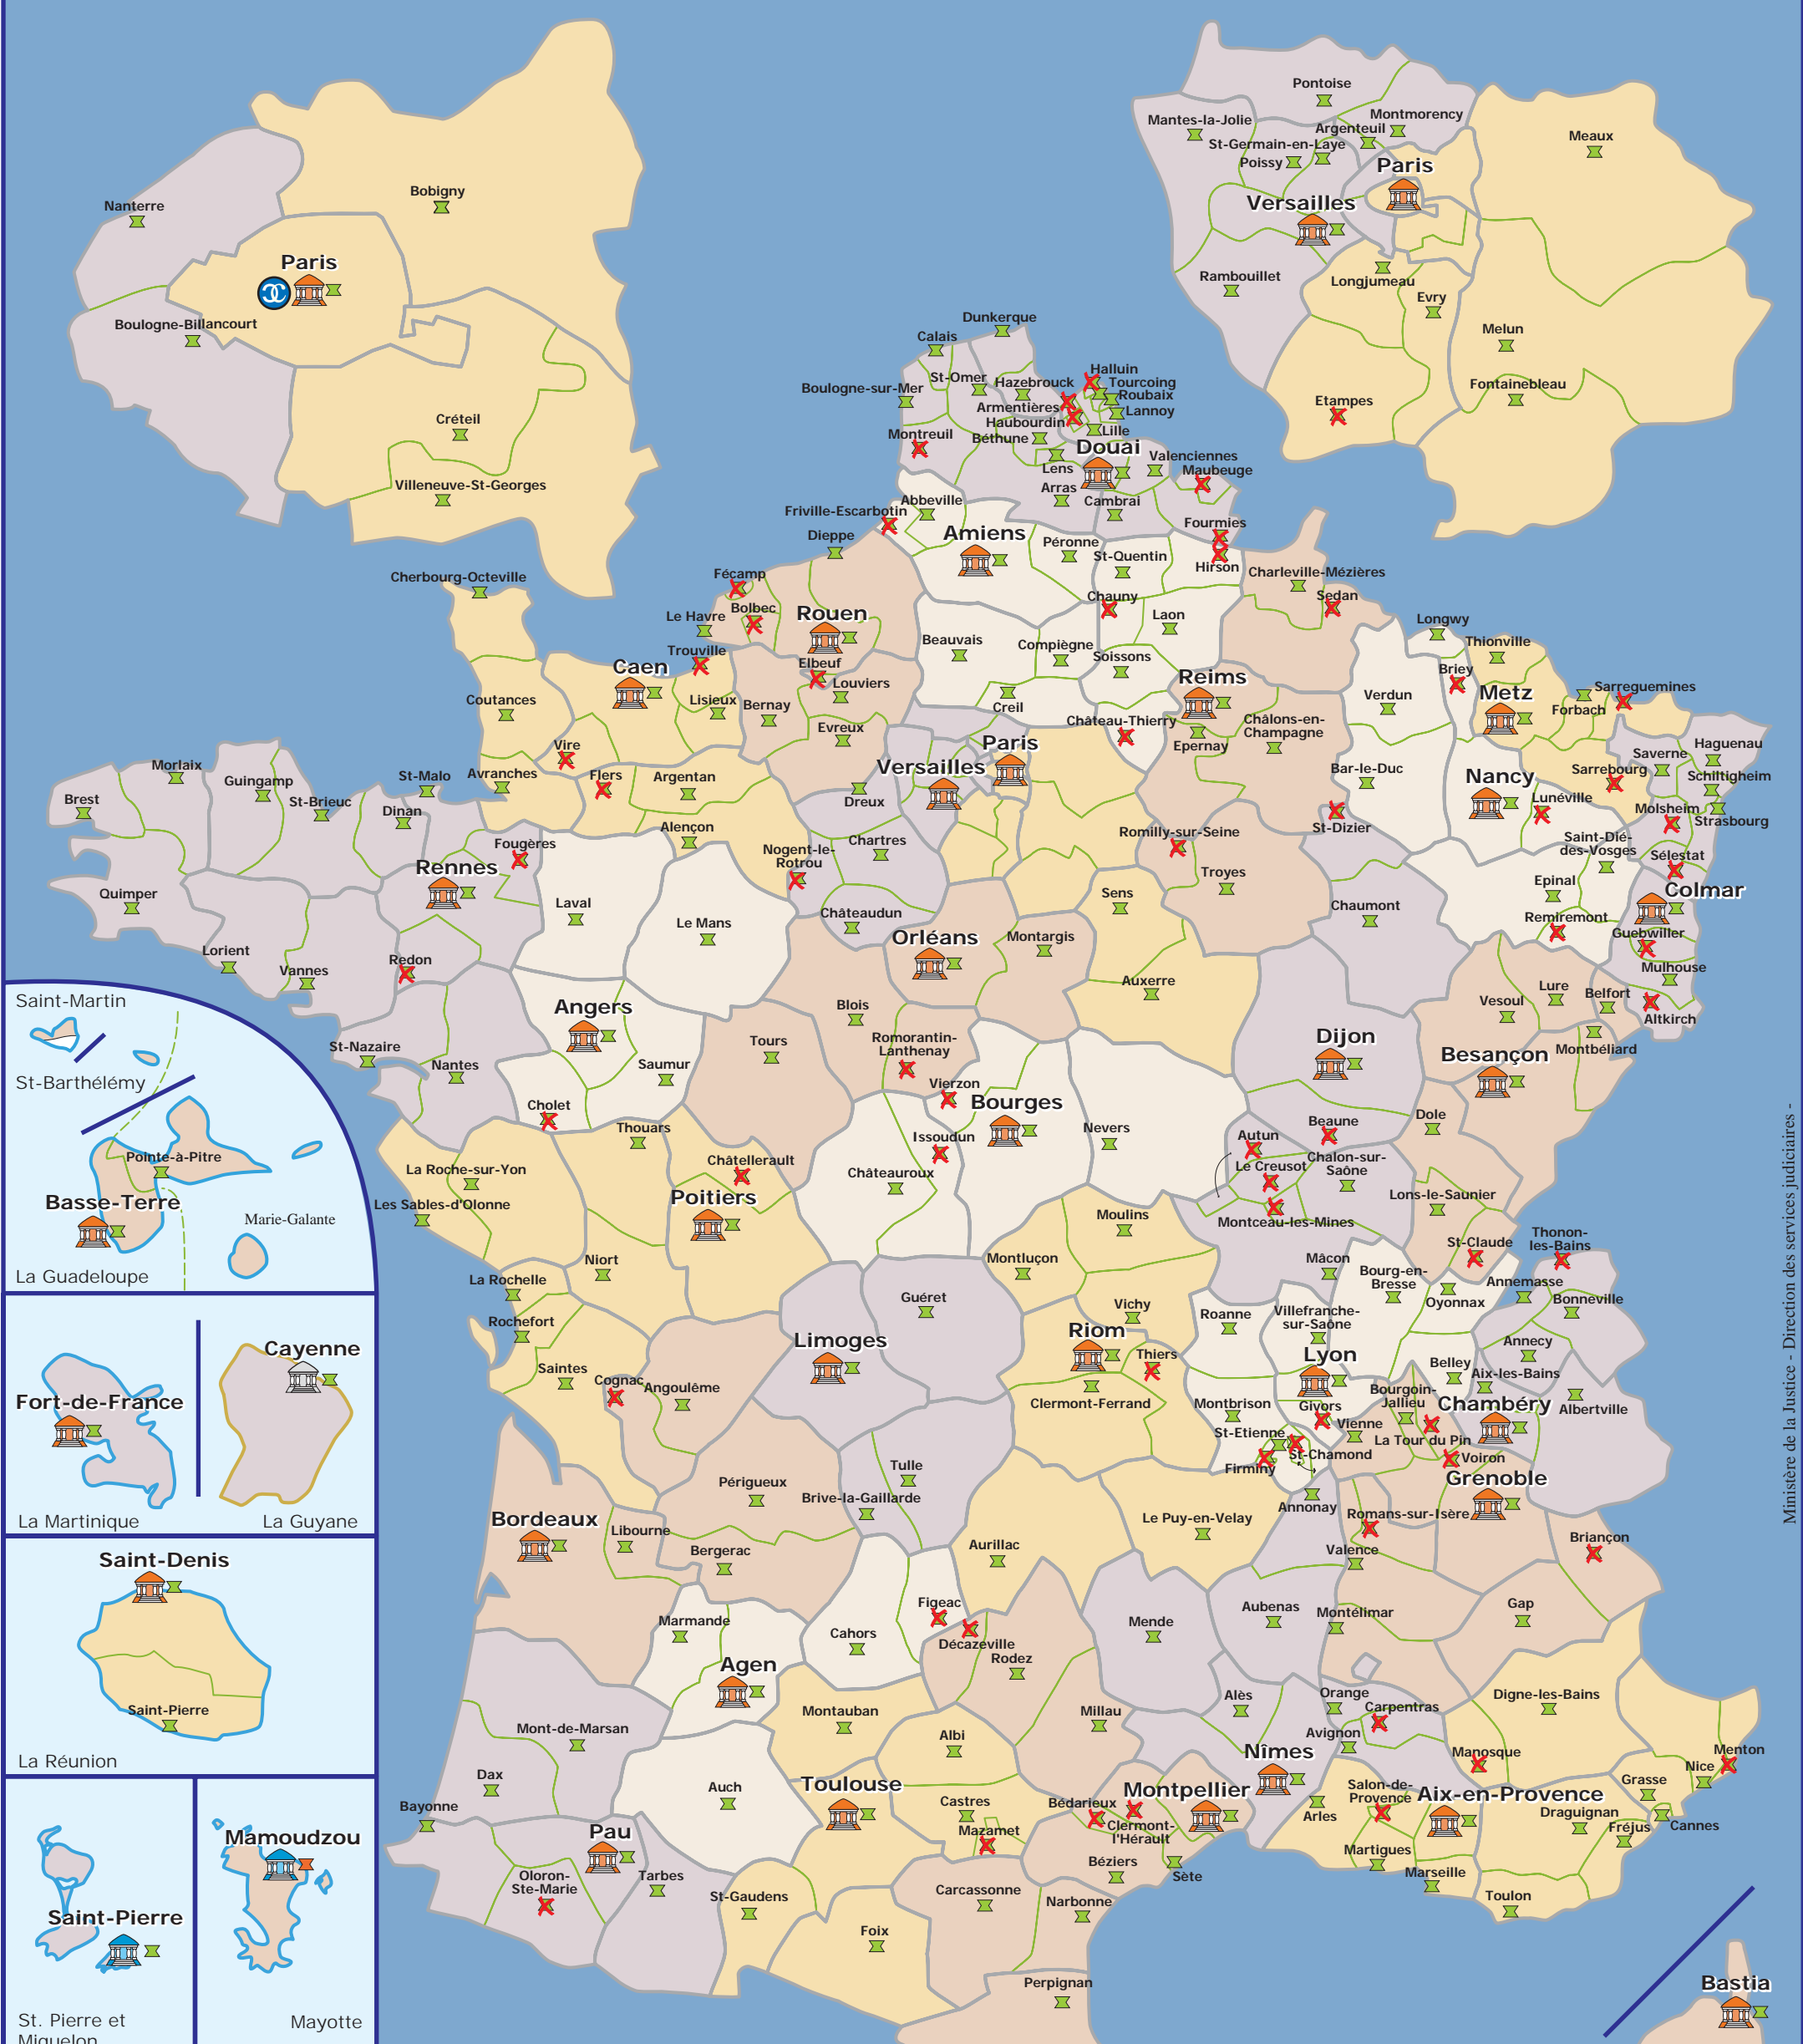 Pontoise
Mantes-la-Jolie
Montmorency
Argenteuil
St-Germain-en-Laye
Poissy
Meaux
Paris
Versailles
Rambouillet
Longjumeau
Evry
Melun
Fontainebleau
Etampes
Nanterre
Bobigny
Paris
Boulogne-Billancourt
Créteil
Villeneuve-St-Georges
Dunkerque
Calais
St-Omer
Hazebrouck
Halluin
Tourcoing
Roubaix
Lannoy
Boulogne-sur-Mer
Armentières
Haubourdin
Lille
Montreuil
Béthune
Douai
Lens
Valenciennes
Maubeuge
Arras
Cambrai
Abbeville
Friville-Escarbotin
Fourmies
Dieppe
Amiens
Péronne
St-Quentin
Hirson
Charleville-Mézières
Sedan
Cherbourg-Octeville
Fécamp
Bolbec
Le Havre
Rouen
Chauny
Laon
Longwy
Thionville
Trouville
Caen
Elbeuf
Louviers
Beauvais
Compiègne
Soissons
Reims
Briey
Metz
Sarreguemines
Forbach
Coutances
Lisieux
Bernay
Creil
Château-Thierry
Châlons-en-
Champagne
Verdun
Evreux
Epernay
Vire
Paris
Versailles
Saverne
Haguenau
Morlaix
Guingamp
St-Malo
Avranches
Flers
Argentan
Dreux
Bar-le-Duc
Nancy
Sarrebourg
Schiltigheim
Brest
St-Brieuc
Dinan
Lunéville
Molsheim
Strasbourg
Alençon
Fougères
Nogent-le-
Rotrou
Chartres
Romilly-sur-Seine
St-Dizier
Saint-Dié-
des-Vosges
Sélestat
Rennes
Troyes
Epinal
Colmar
Quimper
Laval
Le Mans
Châteaudun
Sens
Chaumont
Remiremont
Guebwiller
Lorient
Vannes
Redon
Orléans
Montargis
Mulhouse
Auxerre
Vesoul
Lure
Belfort
Altkirch
Angers
Blois
Dijon
Montbéliard
St-Nazaire
Nantes
Saumur
Tours
Romorantin-
Lanthenay
Besançon
Cholet
Vierzon
Bourges
Nevers
Dole
Thouars
Issoudun
Beaune
Autun
Le Creusot
Chalon-sur-
Saône
La Roche-sur-Yon
Châtellerault
Châteauroux
Les Sables-d'Olonne
Poitiers
Moulins
Montceau-les-Mines
Lons-le-Saunier
Niort
Montluçon
Mâcon
St-Claude
Thonon-
les-Bains
La Rochelle
Bourg-en-
Bresse
Oyonnax
Annemasse
Bonneville
Rochefort
Guéret
Vichy
Roanne
Villefranche-
sur-Saône
Limoges
Riom
Thiers
Lyon
Annecy
Saintes
Cognac
Angoulême
Clermont-Ferrand
Montbrison
Givors
Belley
Aix-les-Bains
Bourgoin-
Jallieu
Chambéry
Albertville
Vienne
St-Etienne
St-Chamond
La Tour du Pin
Voiron
Firminy
Grenoble
Périgueux
Tulle
Brive-la-Gaillarde
Annonay
Romans-sur-Isère
Le Puy-en-Velay
Bordeaux
Libourne
Bergerac
Aurillac
Valence
Briançon
Marmande
Figeac
Cahors
Décazeville
Rodez
Mende
Aubenas
Montélimar
Gap
Agen
Montauban
Albi
Millau
Alès
Orange
Carpentras
Digne-les-Bains
Avignon
Manosque
Menton
Nice
Mont-de-Marsan
Dax
Auch
Toulouse
Castres
Mazamet
Bédarieux
Clermont-
l'Hérault
Montpellier
Nîmes
Salon-de-
Provence
Aix-en-Provence
Arles
Draguignan
Grasse
Cannes
Fréjus
Bayonne
Pau
Tarbes
Oloron-
Ste-Marie
St-Gaudens
Béziers
Sète
Martigues
Marseille
Toulon
Carcassonne
Narbonne
Foix
Perpignan
Bastia
Saint-Martin
St-Barthélémy
Pointe-à-Pitre
Basse-Terre
Marie-Galante
La Guadeloupe
Cayenne
Fort-de-France
La Martinique
La Guyane
Saint-Denis
Saint-Pierre
La Réunion
Mamoudzou
Saint-Pierre
St. Pierre et
Miquelon
Mayotte
Ministère de la Justice - Direction des services judiciaires -